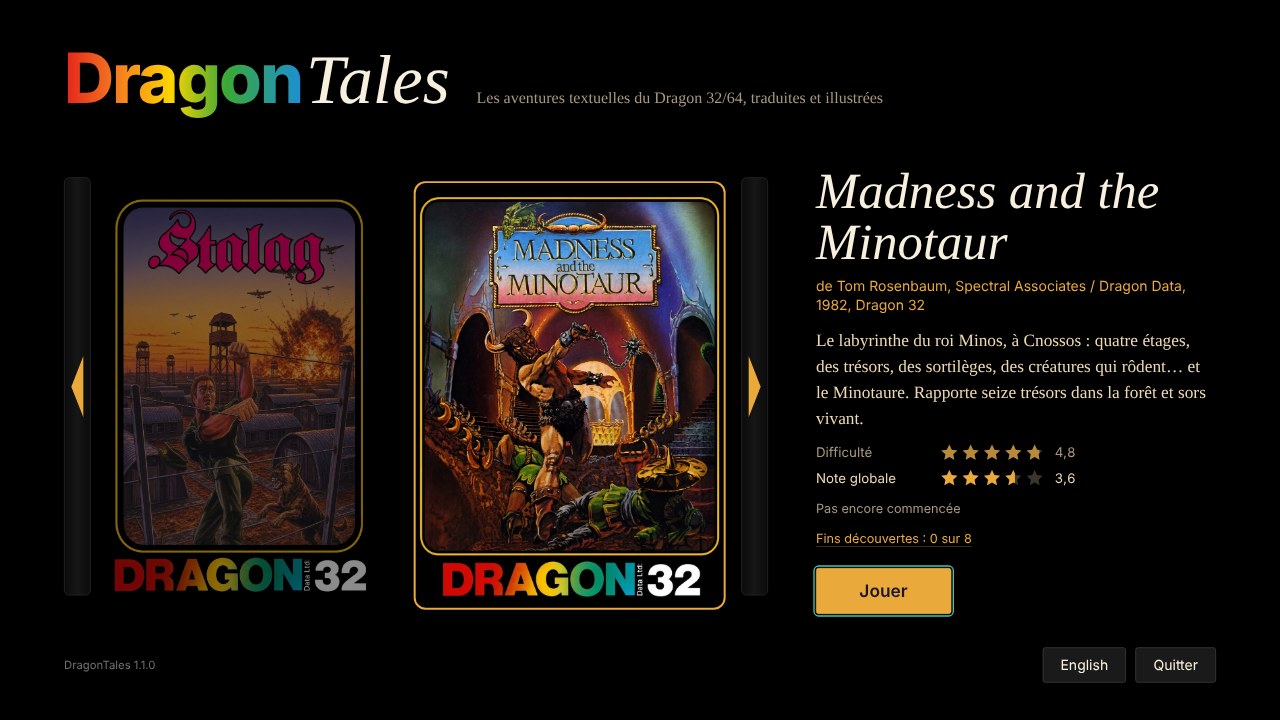 DragonTales
Les aventures textuelles du Dragon 32/64, traduites et illustrées
Stalag
DRAGON Data Ltd. 32
MADNESS
and the
MINOTAUR
DRAGON Data Ltd. 32
Madness and the
Minotaur
de Tom Rosenbaum, Spectral Associates / Dragon Data,
1982, Dragon 32
Le labyrinthe du roi Minos, à Cnossos : quatre étages,
des trésors, des sortilèges, des créatures qui rôdent… et
le Minotaure. Rapporte seize trésors dans la forêt et sors
vivant.
Difficulté 4,8
Note globale 3,6
Pas encore commencée
Fins découvertes : 0 sur 8
Jouer
DragonTales 1.1.0
English
Quitter